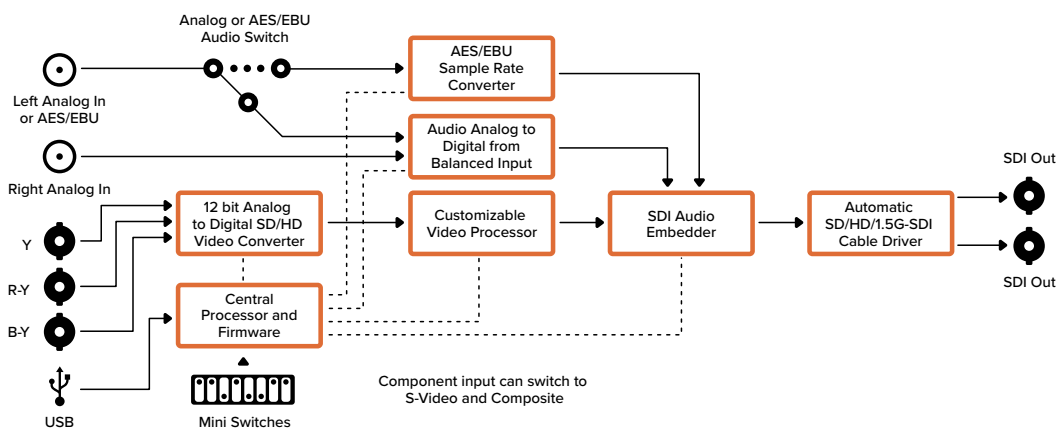 Analog or AES/EBU
Audio Switch
Left Analog In
or AES/EBU
Right Analog In
AES/EBU
Sample Rate
Converter
Audio Analog to
Digital from
Balanced Input
Y
R-Y
B-Y
12 bit Analog
to Digital SD/HD
Video Converter
Customizable
Video Processor
SDI Audio
Embedder
Automatic
SD/HD/1.5G-SDI
Cable Driver
SDI Out
SDI Out
Central
Processor and
Firmware
USB
Mini Switches
Component input can switch to
S-Video and Composite